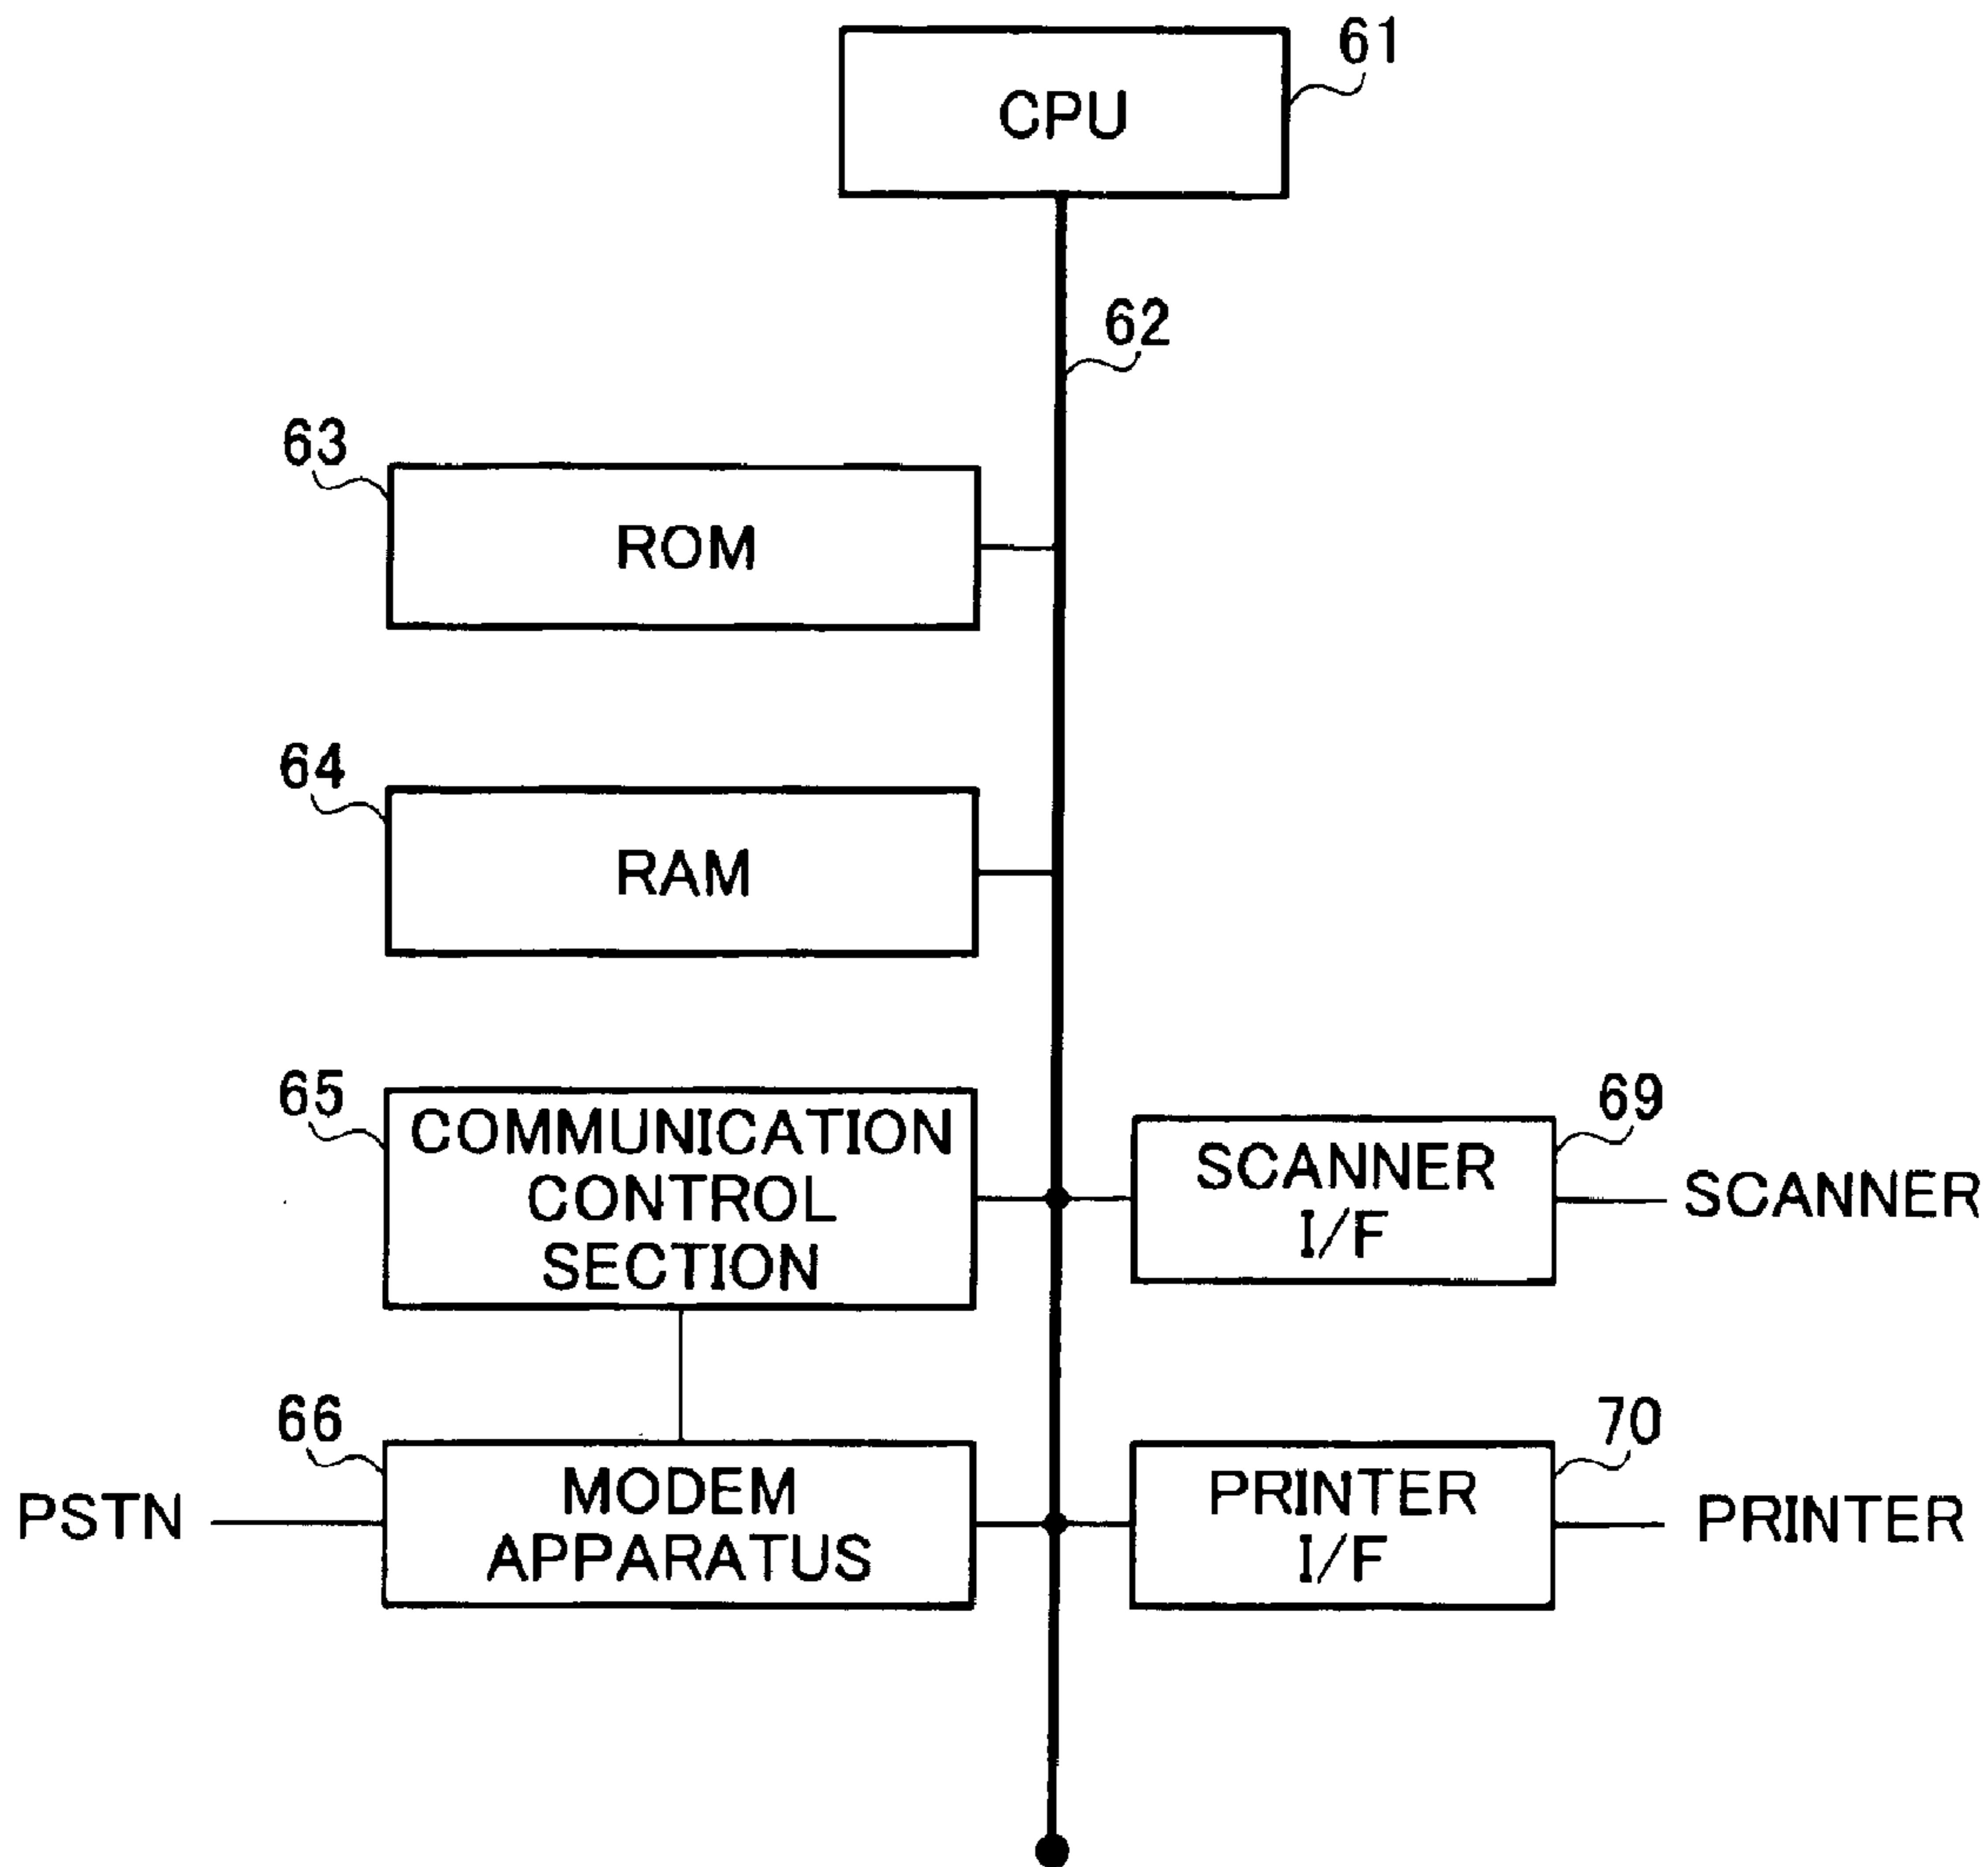 61
CPU
62
63
ROM
64
RAM
65
COMMUNICATION
CONTROL
SECTION
69
SCANNER
I/F
SCANNER
66
PSTN
MODEM
APPARATUS
70
PRINTER
I/F
PRINTER